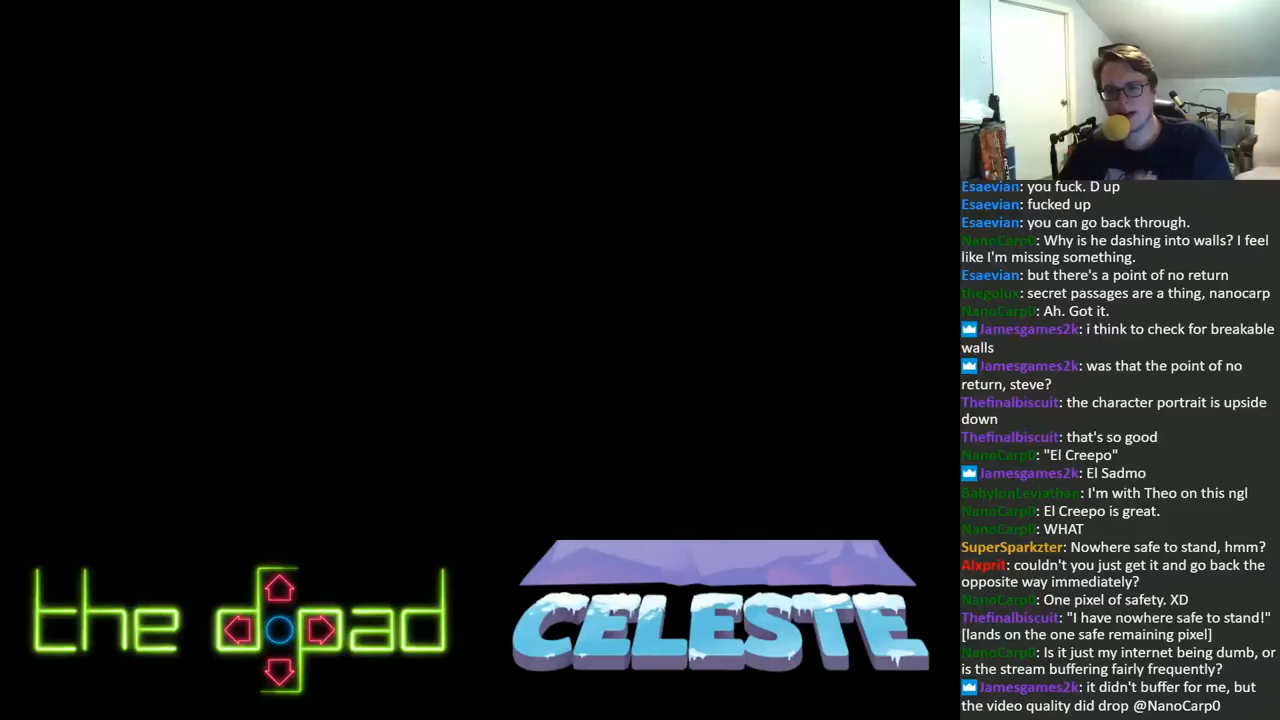 Esaevian: you fuck. D up
Esaevian: fucked up
Esaevian: you can go back through.
NanoCarp0: Why is he dashing into walls? I feel
like I'm missing something.
Esaevian: but there's a point of no return
thegolux: secret passages are a thing, nanocarp
NanoCarp0: Ah. Got it.
Jamesgames2k: i think to check for breakable
walls
Jamesgames2k: was that the point of no
return, steve?
Thefinalbiscuit: the character portrait is upside
down
Thefinalbiscuit: that's so good
NanoCarp0: "El Creepo"
Jamesgames2k: El Sadmo
BabylonLeviathan: I'm with Theo on this ngl
NanoCarp0: El Creepo is great.
NanoCarp0: WHAT
SuperSparkzter: Nowhere safe to stand, hmm?
Alxprit: couldn't you just get it and go back the
opposite way immediately?
NanoCarp0: One pixel of safety. XD
Thefinalbiscuit: "I have nowhere safe to stand!"
[lands on the one safe remaining pixel]
NanoCarp0: Is it just my internet being dumb, or
is the stream buffering fairly frequently?
Jamesgames2k: it didn't buffer for me, but
the video quality did drop @NanoCarp0
the dpad
CELESTE